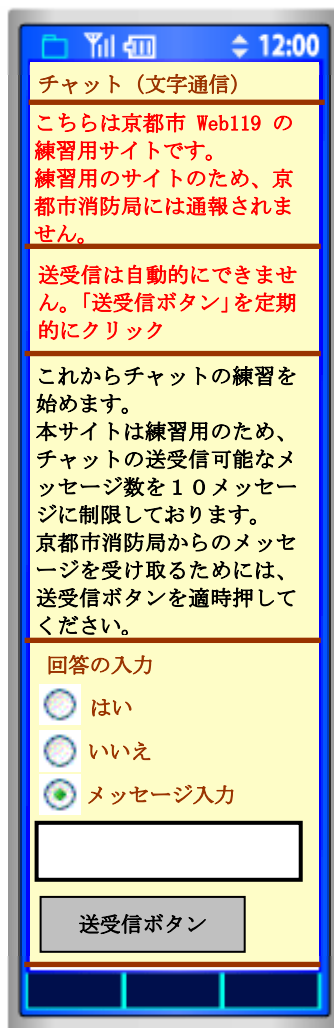 12:00
チャット（文字通信）
こちらは京都市 Web119 の
練習用サイトです。
練習用のサイトのため、京
都市消防局には通報されま
せん。
送受信は自動的にできませ
ん。「送受信ボタン」を定期
的にクリック
これからチャットの練習を
始めます。
本サイトは練習用のため、
チャットの送受信可能なメ
ッセージ数を１０メッセー
ジに制限しております。
京都市消防局からのメッセ
ージを受け取るためには、
送受信ボタンを適時押して
ください。
回答の入力
はい
いいえ
メッセージ入力
送受信ボタン